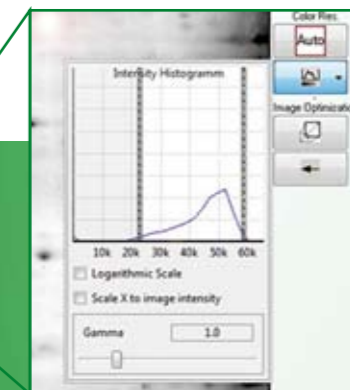 Color Res.
Auto
Intensity Histogramm
Image Optimizatio
10k 20k 30k 40k 50k 60k
Logarithmic Scale
Scale X to image intensity
Gamma 1.0